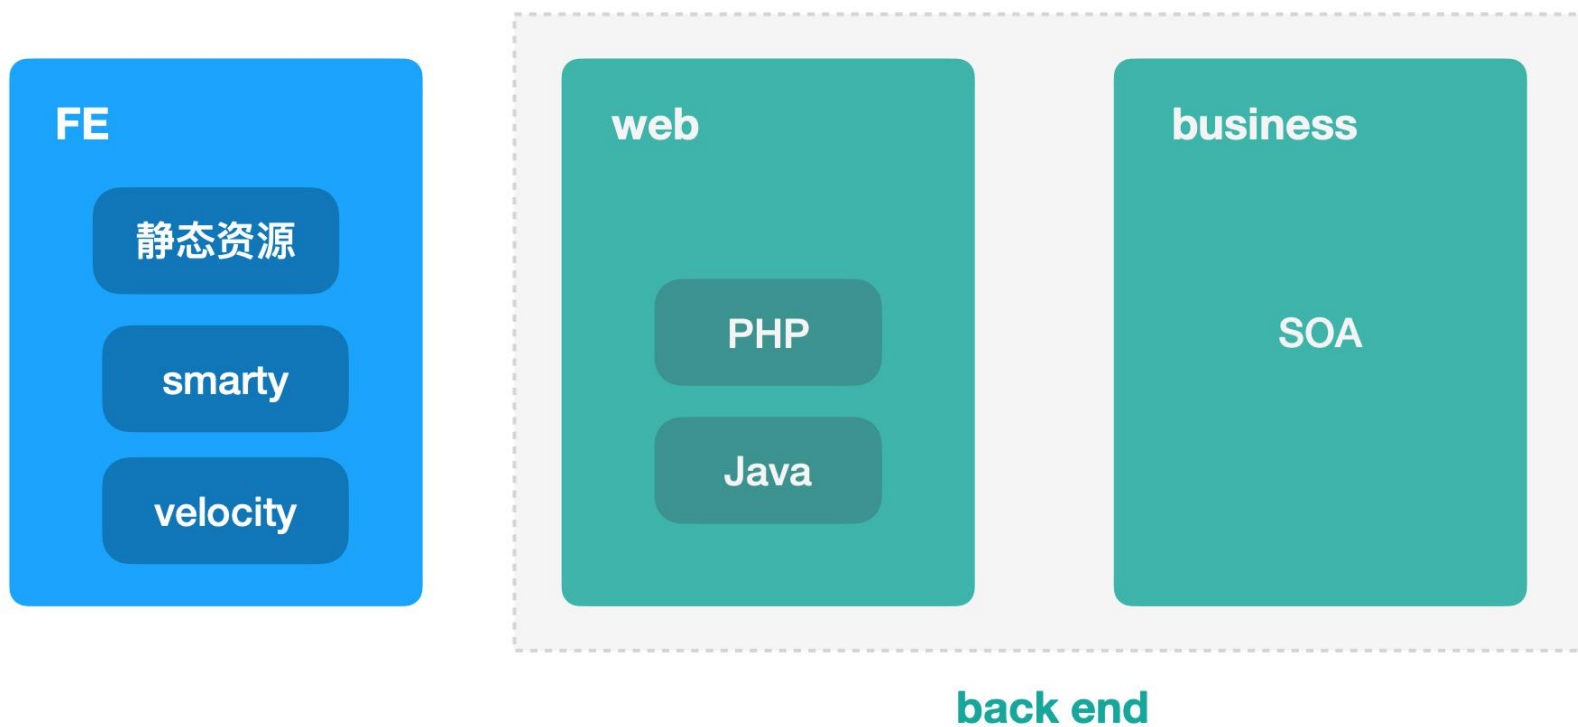 FE
静态资源
smarty
velocity
web
PHP
Java
business
SOA
back end